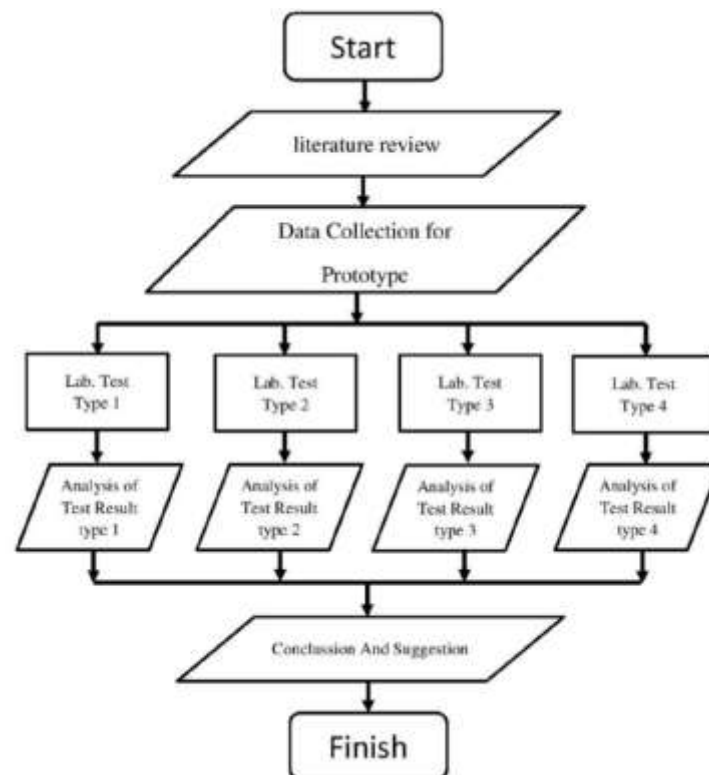 Start
literature review
Data Collection for
Prototype
Lab. Test
Type 1
Lab. Test
Type 2
Lab. Test
Type 3
Lab. Test
Type 4
Analysis of
Test Result
type 1
Analysis of
Test Result
type 2
Analysis of
Test Result
type 3
Analysis of
Test Result
type 4
Conclussion And Suggestion
Finish